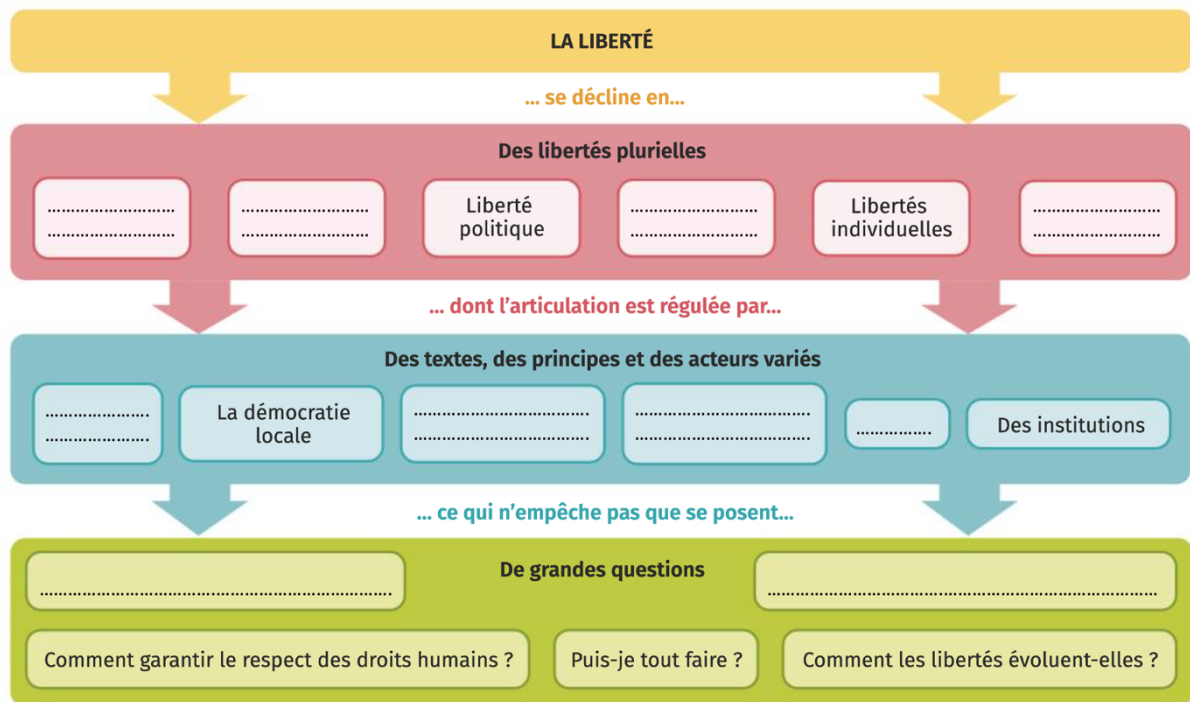 LA LIBERTÉ
... se décline en...
Des libertés plurielles
...........................
...........................
...........................
...........................
Liberté
politique
...........................
...........................
Libertés
individuelles
...........................
...........................
... dont l’articulation est régulée par...
Des textes, des principes et des acteurs variés
......................
......................
La démocratie
locale
.....................................
.....................................
.....................................
.....................................
................
Des institutions
... ce qui n’empêche pas que se posent...
De grandes questions
...........................................................................
...................................................................................
Comment garantir le respect des droits humains ?
Puis-je tout faire ?
Comment les libertés évoluent-elles ?